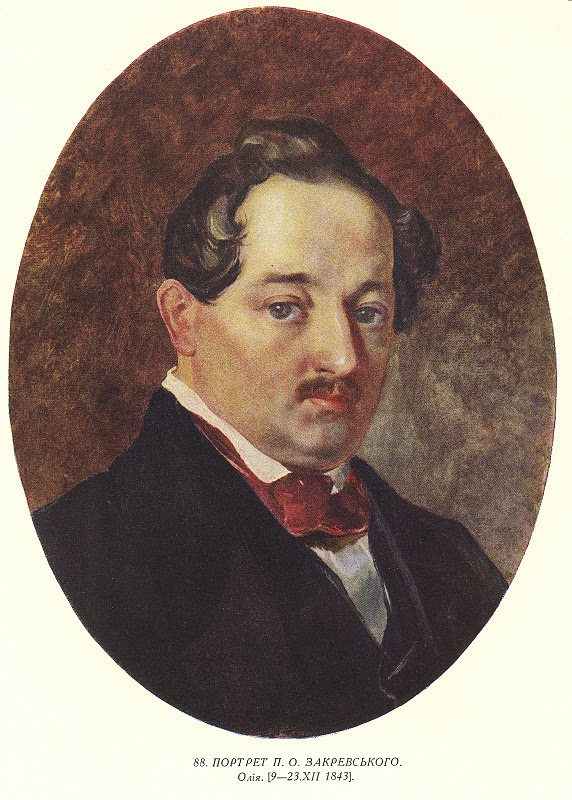 88. ПОРТРЕТ П. О. ЗАКРЕВСЬКОГО.
Олія. [9—23.XII 1843].